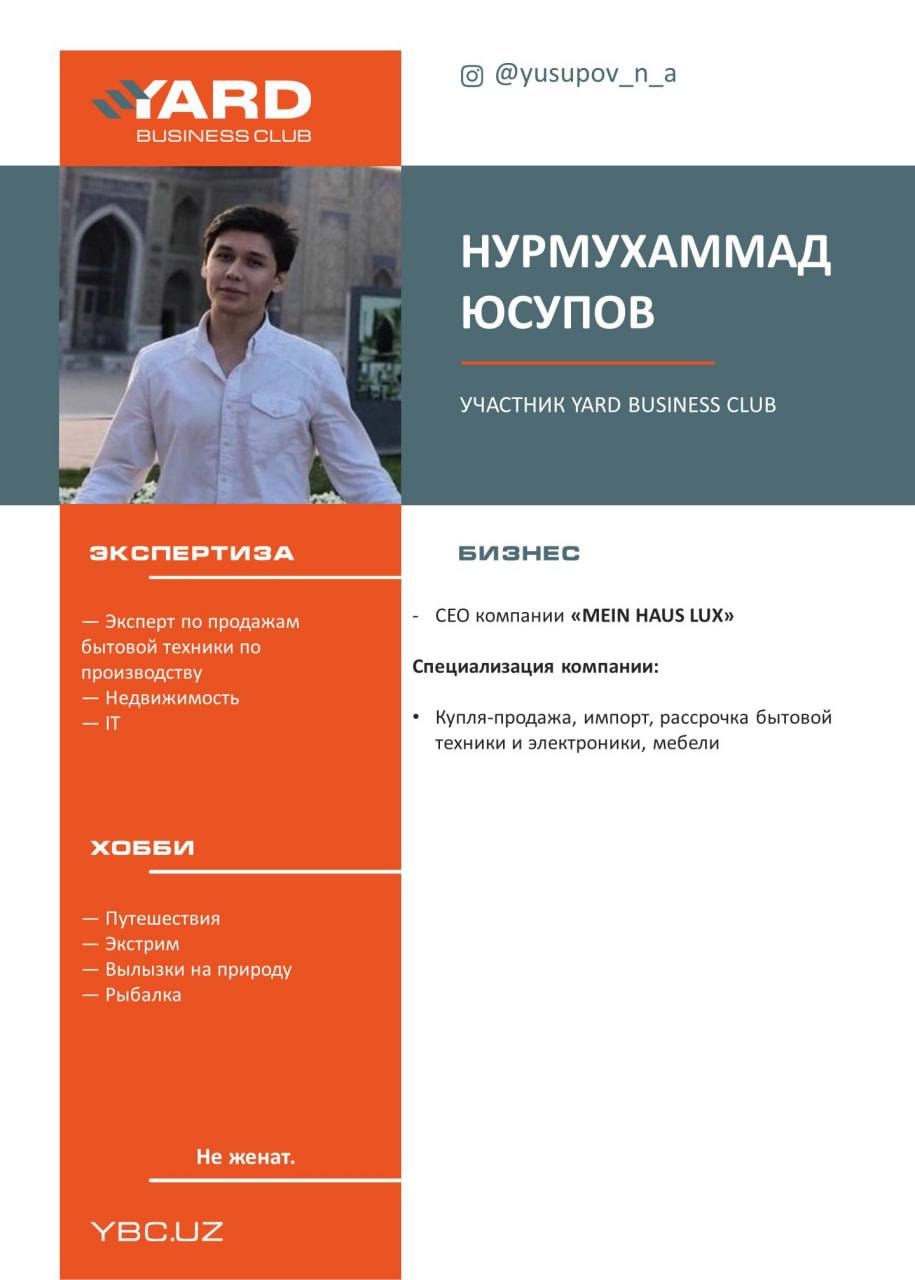 YARD
BUSINESS CLUB
@yusupov_n_a
НУРМУХАММАД
ЮСУПОВ
УЧАСТНИК YARD BUSINESS CLUB
ЭКСПЕРТИЗА
— Эксперт по продажам
бытовой техники по
производству
— Недвижимость
— IT
ХОББИ
— Путешествия
— Экстрим
— Вылызки на природу
— Рыбалка
Не женат.
YBC.UZ
БИЗНЕС
- CEO компании «MEIN HAUS LUX»
Специализация компании:
• Купля-продажа, импорт, рассрочка бытовой
техники и электроники, мебели